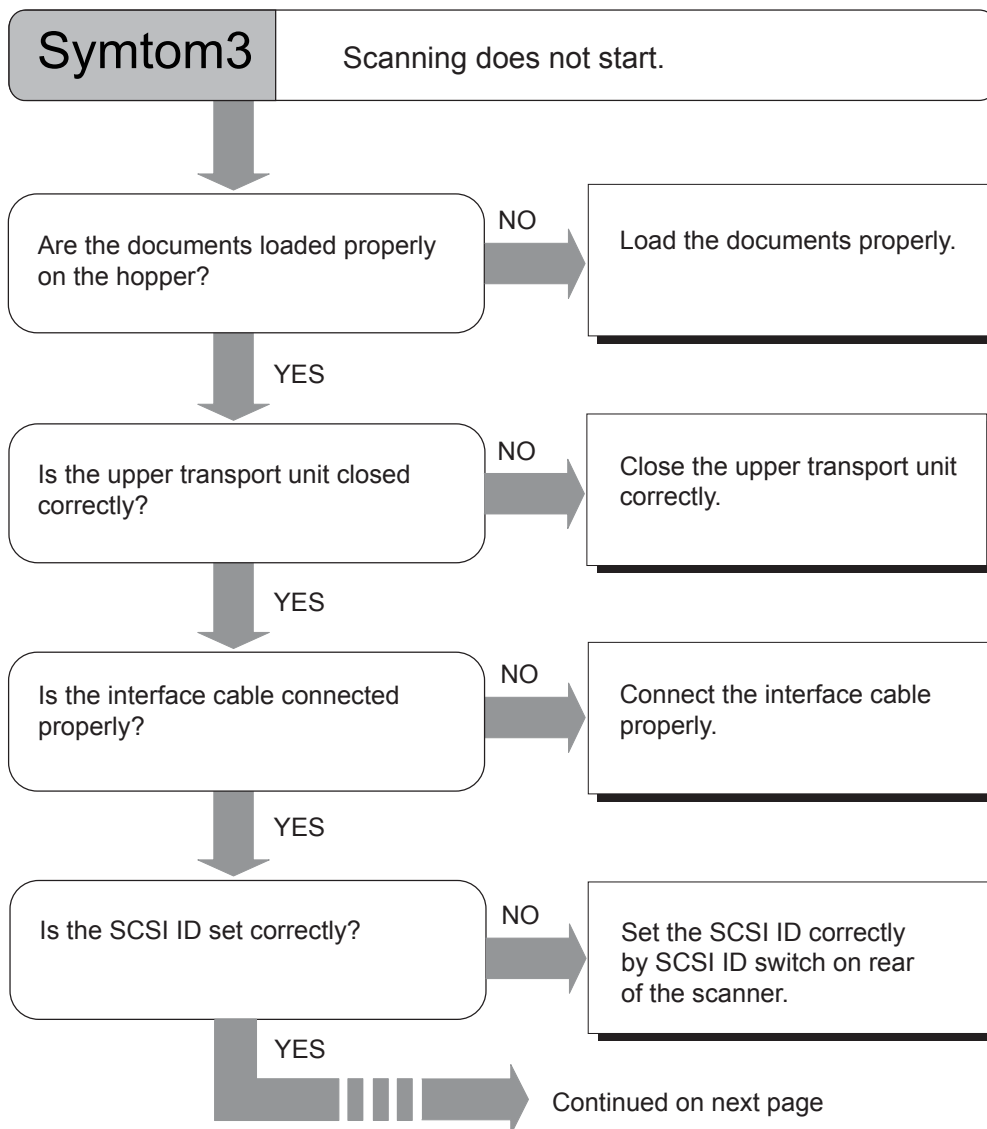 Symtom3
Scanning does not start.
Are the documents loaded properly
on the hopper?
NO
Load the documents properly.
YES
Is the upper transport unit closed
correctly?
NO
Close the upper transport unit
correctly.
YES
Is the interface cable connected
properly?
NO
Connect the interface cable
properly.
YES
Is the SCSI ID set correctly?
NO
Set the SCSI ID correctly
by SCSI ID switch on rear
of the scanner.
YES
Continued on next page